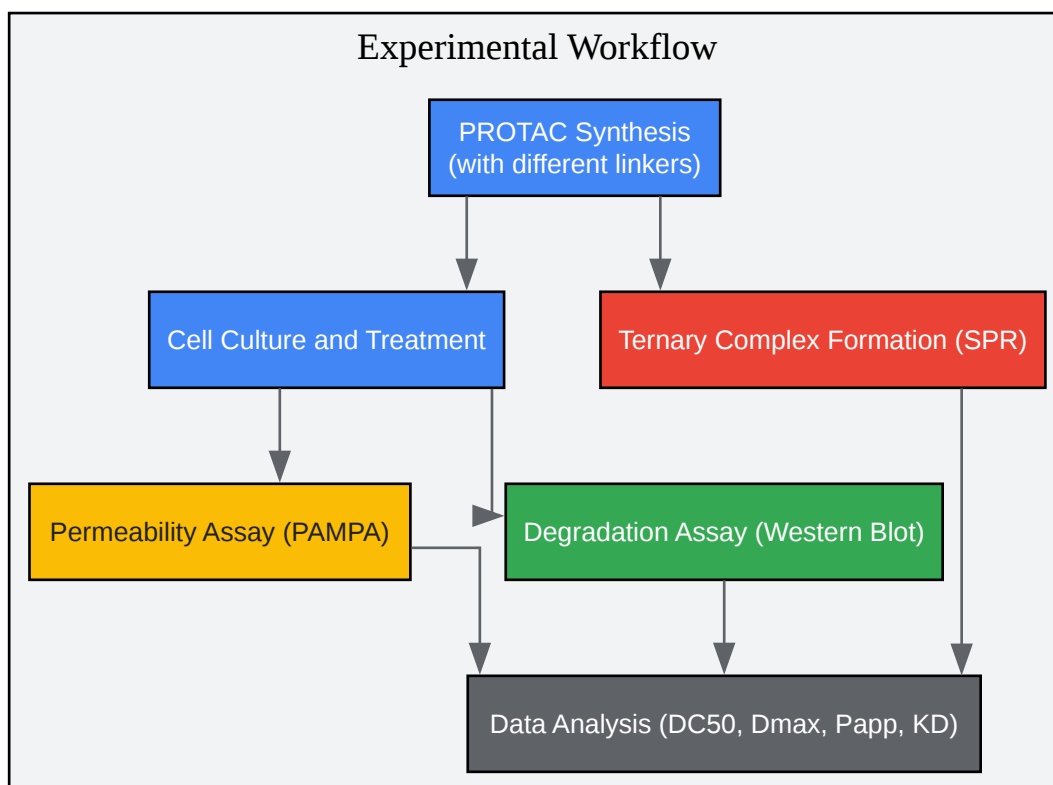 Experimental Workflow
PROTAC Synthesis
(with different linkers)
Cell Culture and Treatment
Ternary Complex Formation (SPR)
Permeability Assay (PAMPA)
Degradation Assay (Western Blot)
Data Analysis (DC50, Dmax, Papp, KD)